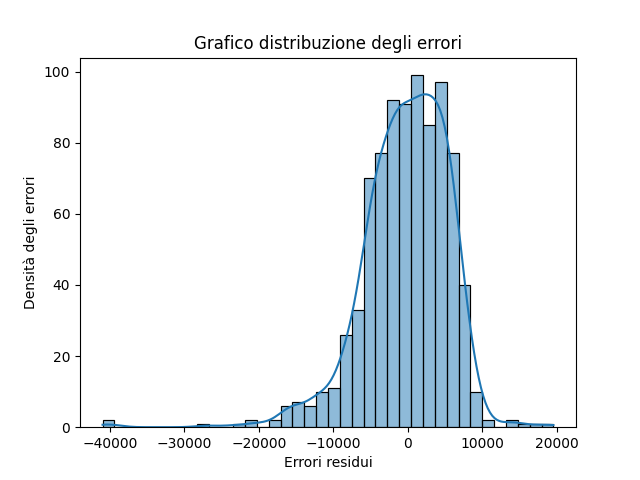 Grafico distribuzione degli errori
Densità degli errori
100
80
60
40
20
0
−40000 −30000 −20000 −10000 0 10000 20000
Errori residui